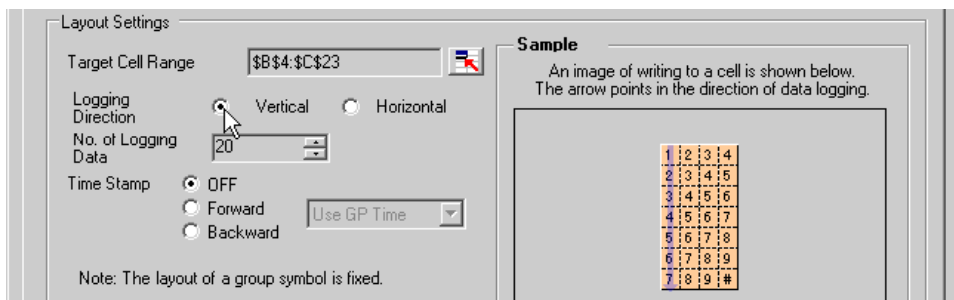 Layout Settings
Target Cell Range $B$4:$C$23
Logging Direction Vertical Horizontal
No. of Logging Data 20
Time Stamp OFF
Forward Use GP Time
Backward
Note: The layout of a group symbol is fixed.
Sample
An image of writing to a cell is shown below.
The arrow points in the direction of data logging.
1 2 3 4
2 3 4 5
3 4 5 6
4 5 6 7
5 6 7 8
6 7 8 9
7 8 9 #